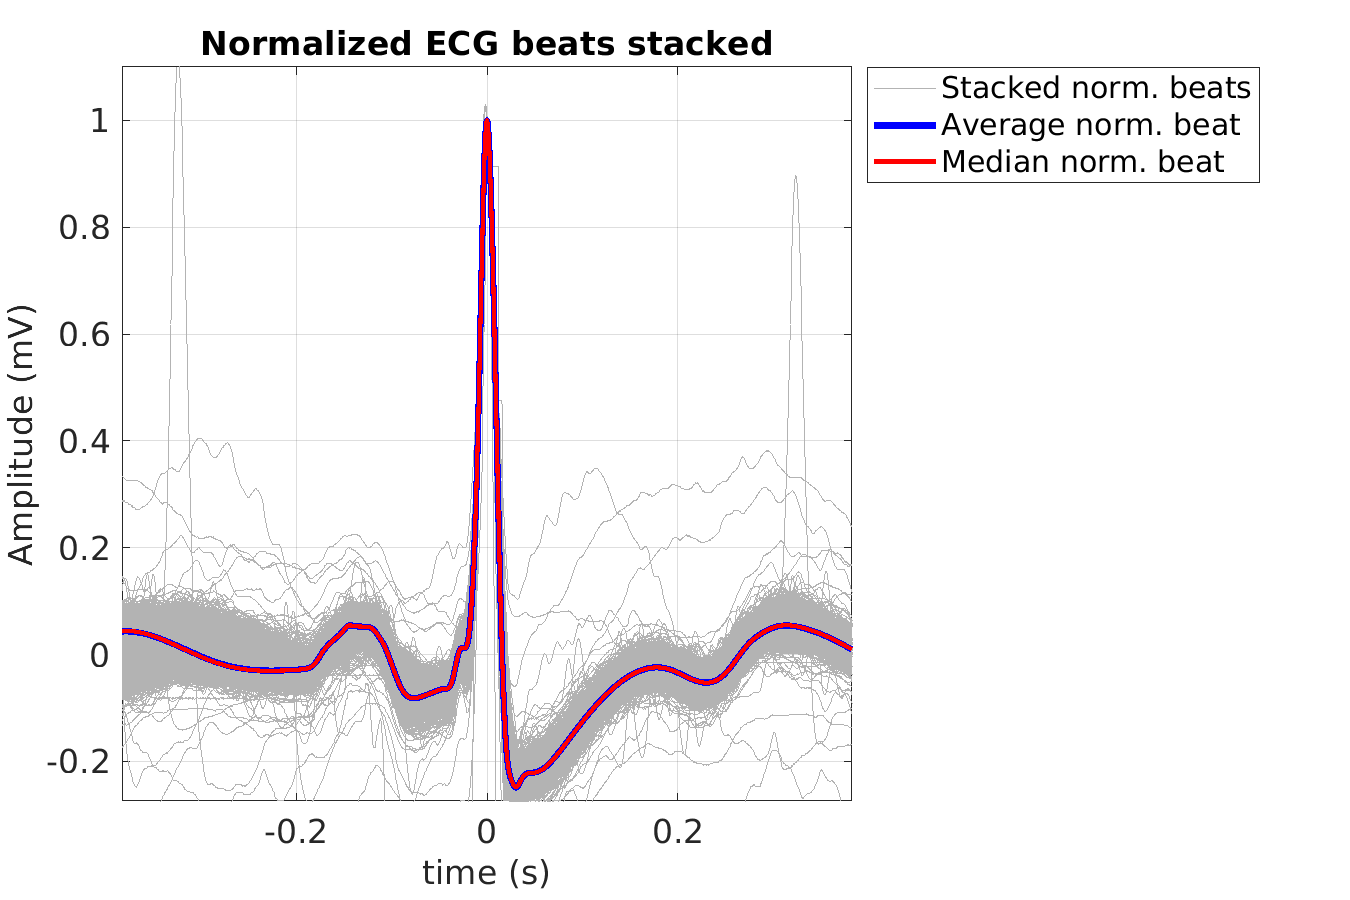 Normalized ECG beats stacked
Stacked norm. beats
Average norm. beat
Median norm. beat
1
0.8
0.6
0.4
0.2
0
-0.2
Amplitude (mV)
-0.2 0 0.2
time (s)